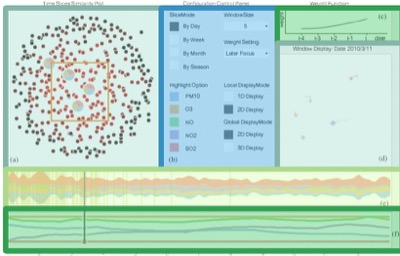 Time Slices Similarity Plot
Configuration Control Panel
Weight Function
SliceMode
WindowSize
By Day
5
By Week
Weight Setting
By Month
Later Focus
By Season
Highlight Option
Local DisplayMode
PM10
1D Display
O3
2D Display
NO
Global DisplayMode
NO2
2D Display
SO2
3D Display
(a)
(b)
(c)
t-4 t-3 t-2 t-1 t
Window Display: Date 2010/3/11
(d)
(e)
(f)